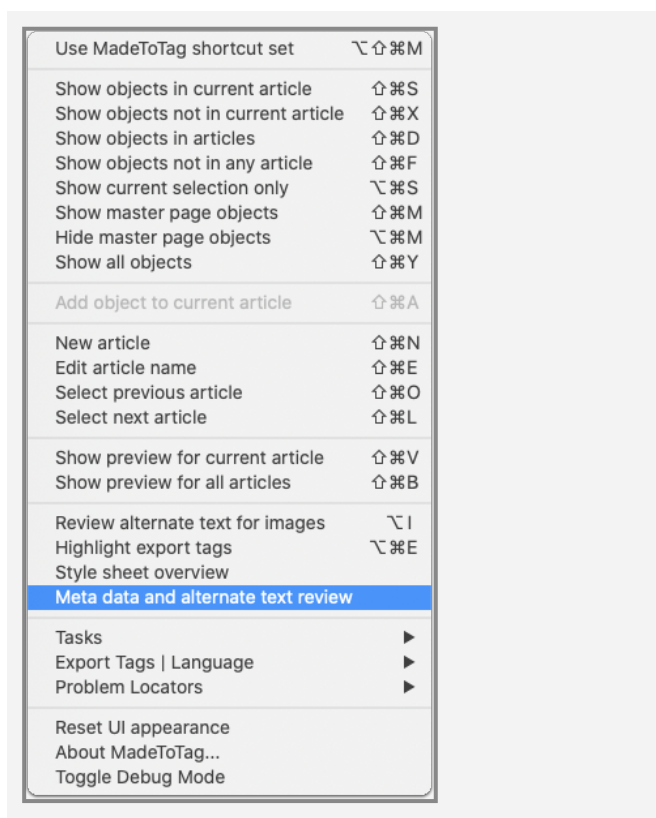 Use MadeToTag shortcut set ⌥⇧⌘M
Show objects in current article ⇧⌘S
Show objects not in current article ⇧⌘X
Show objects in articles ⇧⌘D
Show objects not in any article ⇧⌘F
Show current selection only ⌥⌘S
Show master page objects ⇧⌘M
Hide master page objects ⌥⌘M
Show all objects ⇧⌘Y
Add object to current article ⇧⌘A
New article ⇧⌘N
Edit article name ⇧⌘E
Select previous article ⇧⌘O
Select next article ⇧⌘L
Show preview for current article ⇧⌘V
Show preview for all articles ⇧⌘B
Review alternate text for images ⌥I
Highlight export tags ⌥⌘E
Style sheet overview
Meta data and alternate text review
Tasks ▶
Export Tags | Language ▶
Problem Locators ▶
Reset UI appearance
About MadeToTag...
Toggle Debug Mode